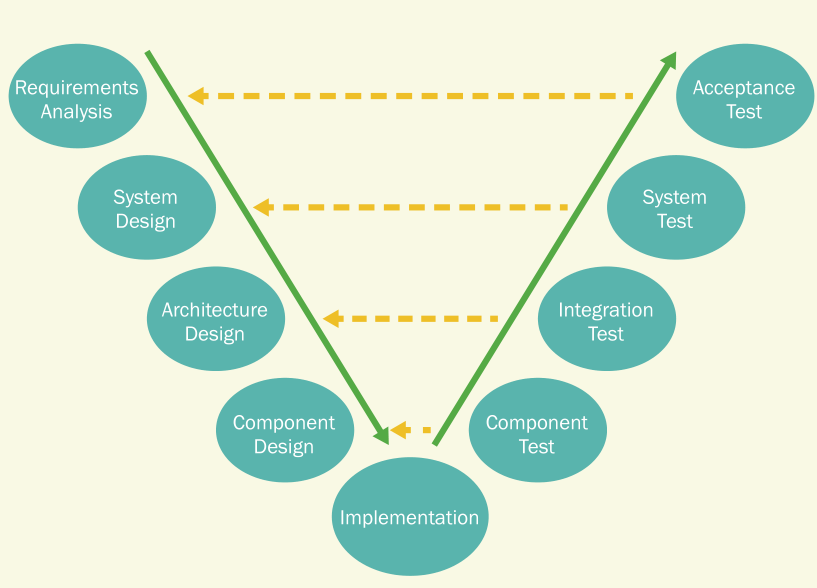 Requirements
Analysis
Acceptance
Test
System
Design
System
Test
Architecture
Design
Integration
Test
Component
Design
Component
Test
Implementation